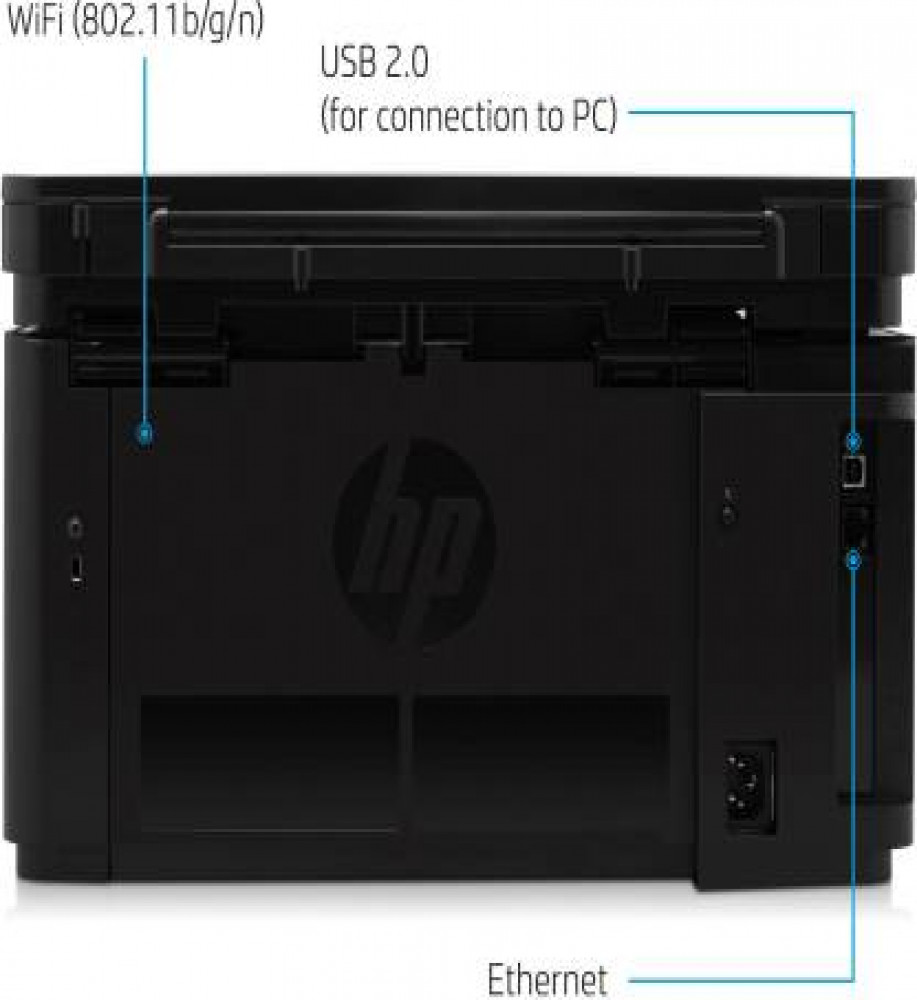 WiFi (802.11b/g/n)
USB 2.0
(for connection to PC)
hp
Ethernet